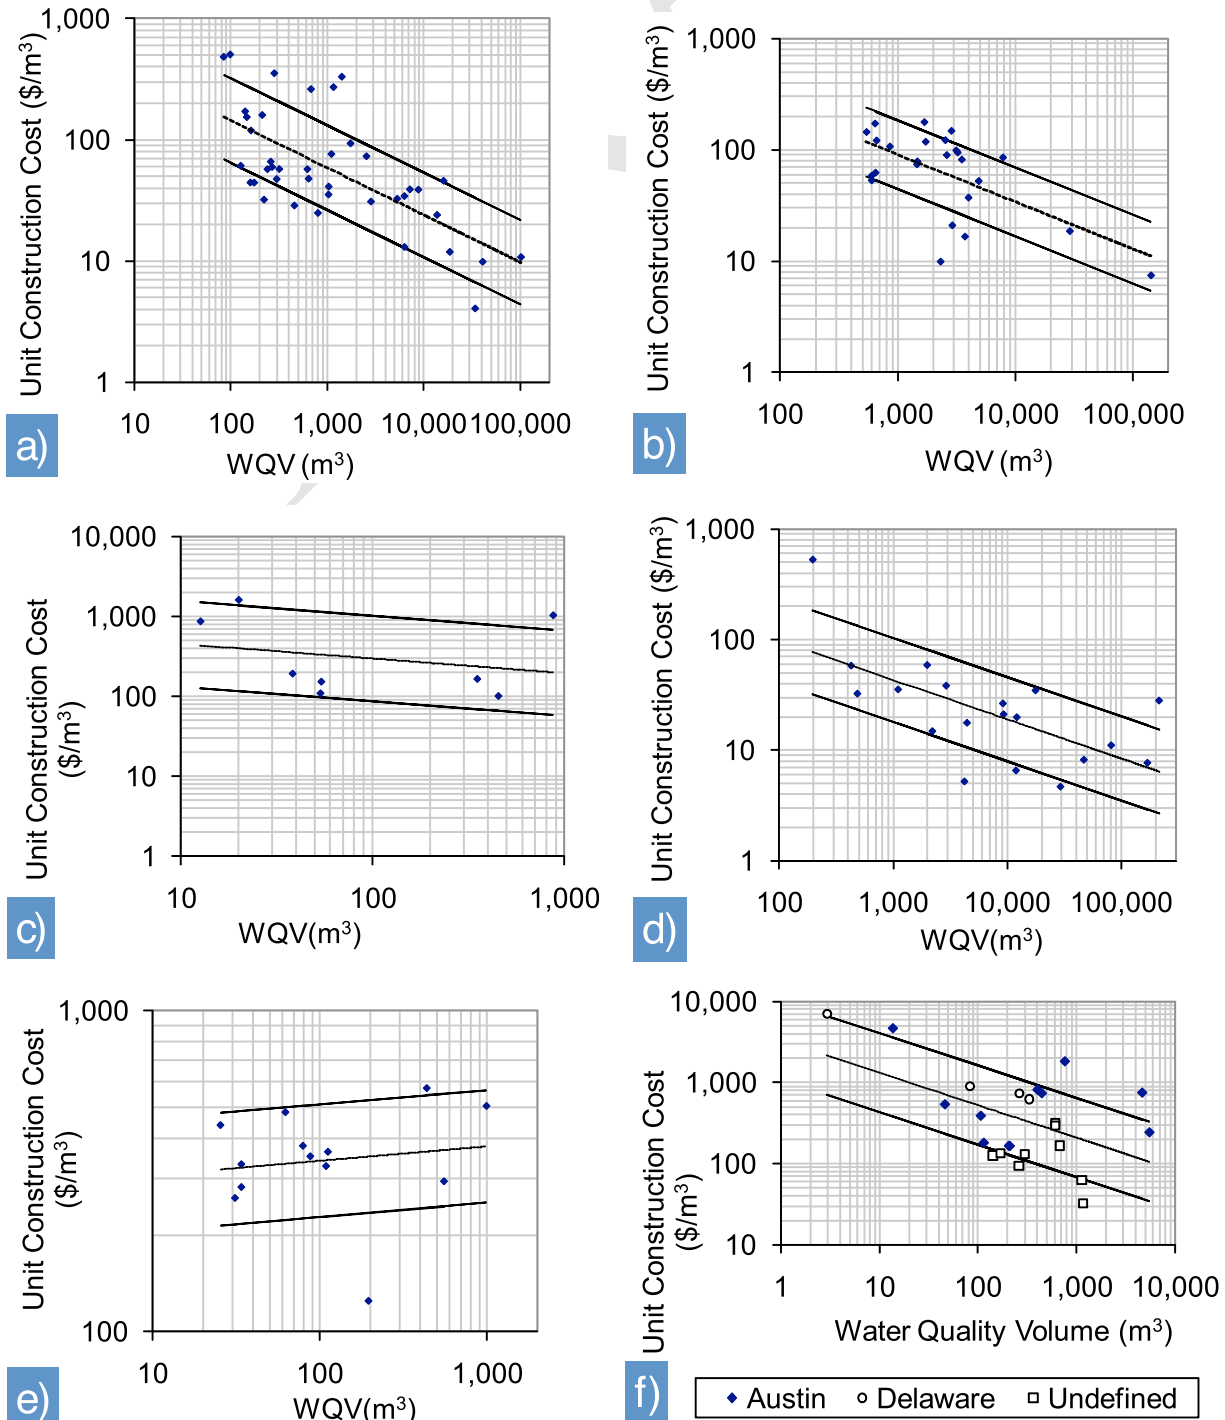 Unit Construction Cost ($/m³)
1,000
100
10
1
10
100
1,000
10,000
100,000
WQV (m³)
a)
Unit Construction Cost ($/m³)
1,000
100
10
1
100
1,000
10,000
100,000
WQV (m³)
b)
Unit Construction Cost
($/m³)
10,000
1,000
100
10
1
10
100
1,000
WQV(m³)
c)
Unit Construction Cost ($/m³)
1,000
100
10
1
100
1,000
10,000
100,000
WQV(m³)
d)
Unit Construction Cost
($/m³)
1,000
100
10
100
1,000
WQV(m³)
e)
Unit Construction Cost
($/m³)
10,000
1,000
100
10
1
10
100
1,000
10,000
Water Quality Volume (m³)
f)
Austin Delaware Undefined